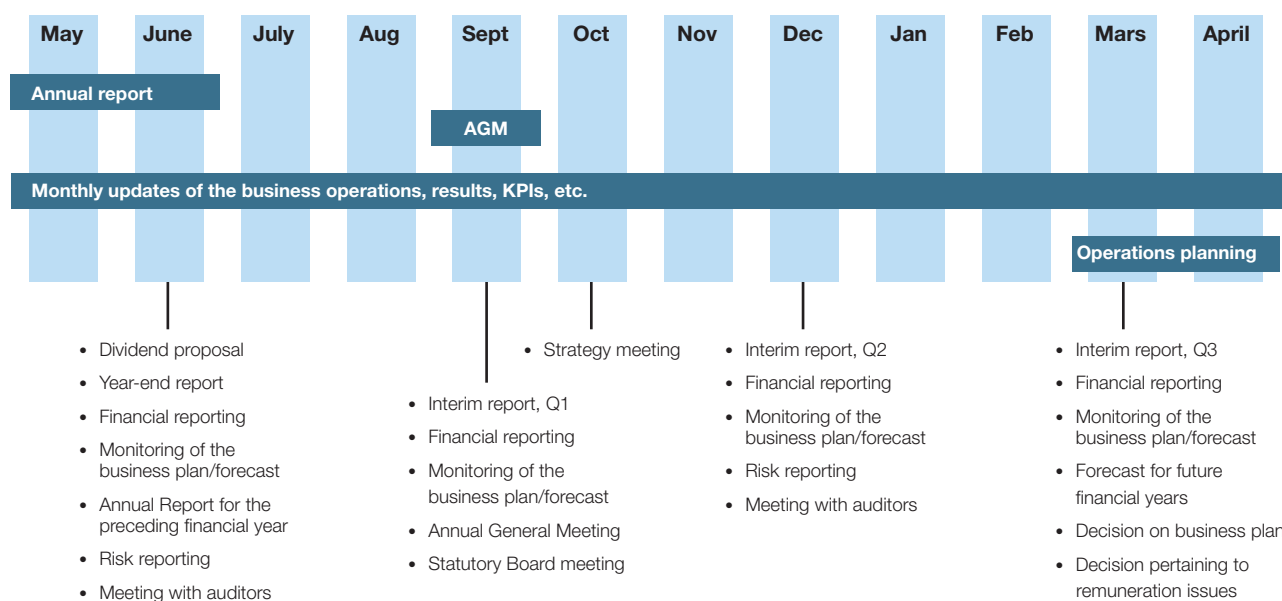 May June July Aug Sept Oct Nov Dec Jan Feb Mars April
Annual report
AGM
Monthly updates of the business operations, results, KPIs, etc.
Operations planning
• Dividend proposal
• Year-end report
• Financial reporting
• Monitoring of the
business plan/forecast
• Annual Report for the
preceding financial year
• Risk reporting
• Meeting with auditors
• Interim report, Q1
• Financial reporting
• Monitoring of the
business plan/forecast
• Annual General Meeting
• Statutory Board meeting
• Strategy meeting
• Interim report, Q2
• Financial reporting
• Monitoring of the
business plan/forecast
• Risk reporting
• Meeting with auditors
• Interim report, Q3
• Financial reporting
• Monitoring of the
business plan/forecast
• Forecast for future
financial years
• Decision on business plan
• Decision pertaining to
remuneration issues